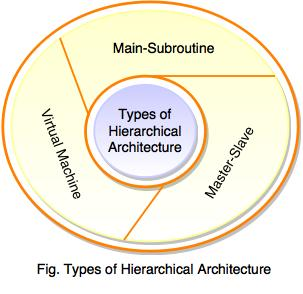 Main-Subroutine
Types of
Hierarchical
Architecture
Virtual Machine
Master-Slave
Fig. Types of Hierarchical Architecture